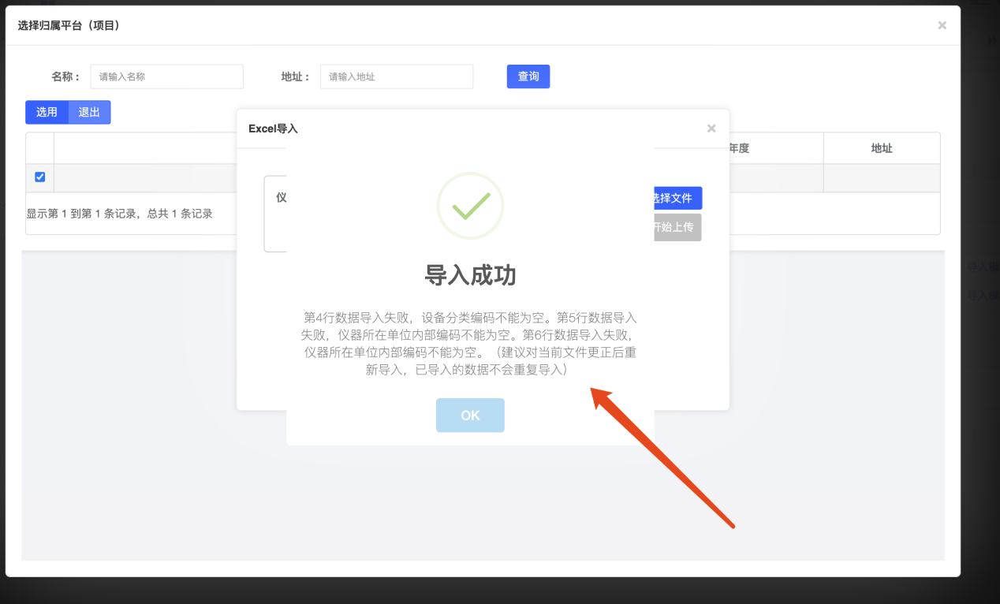 选择归属平台（项目）
×
名称：
请输入名称
地址：
请输入地址
查询
选用
退出
Excel导入
×
年度
地址
仪
选择文件
显示第 1 到第 1 条记录，总共 1 条记录
开始上传
导入成功
第4行数据导入失败，设备分类编码不能为空。第5行数据导入
失败，仪器所在单位内部编码不能为空。第6行数据导入失败，
仪器所在单位内部编码不能为空。（建议对当前文件更正后重
新导入，已导入的数据不会重复导入）
OK